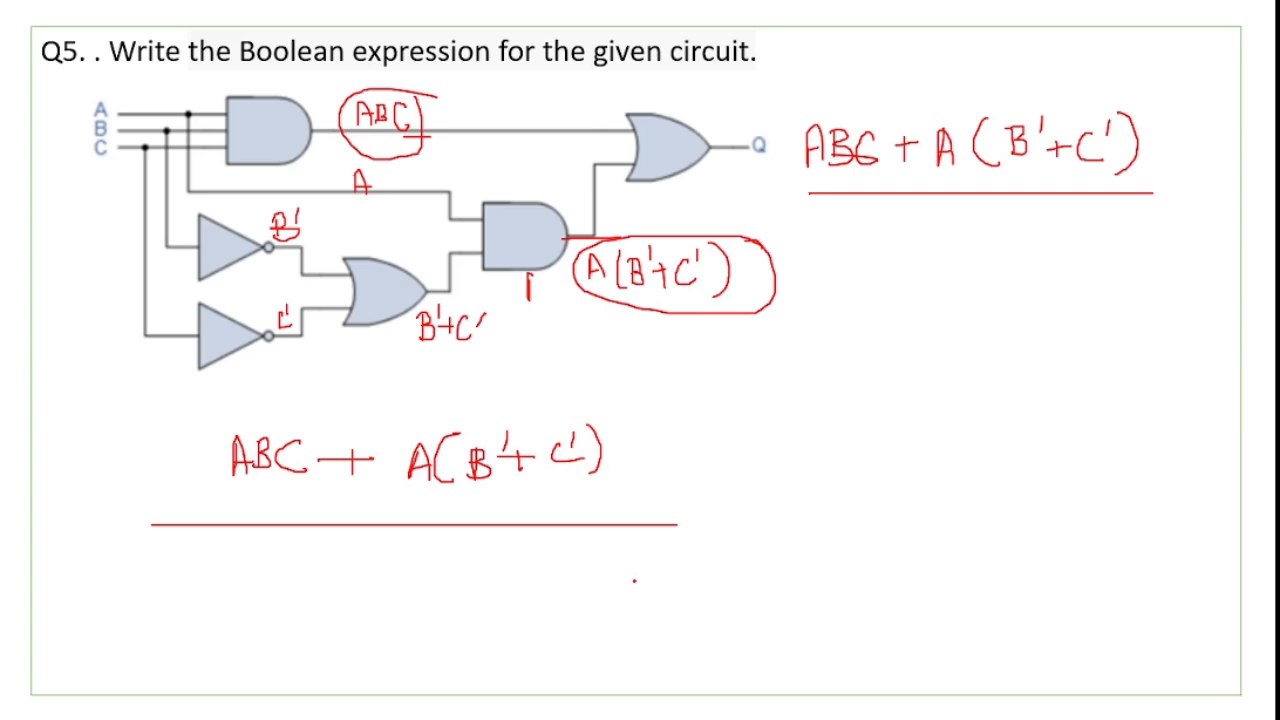 Q5. . Write the Boolean expression for the given circuit.
A
B
C
ABC
Q
ABC + A (B'+C')
A
B'
A(B'+C')
C'
B'+C'
ABC + A(B'+C')